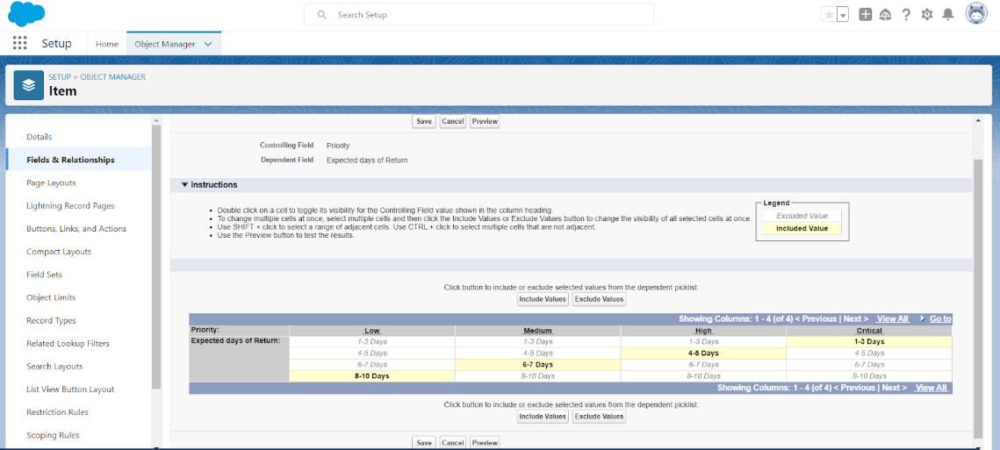 Search Setup
Setup
Home
Object Manager
SETUP > OBJECT MANAGER
Item
Details
Fields & Relationships
Page Layouts
Lightning Record Pages
Buttons, Links, and Actions
Compact Layouts
Field Sets
Object Limits
Record Types
Related Lookup Filters
Search Layouts
List View Button Layout
Restriction Rules
Scoping Rules
Save Cancel Preview
Controlling Field Priority
Dependent Field Expected days of Return
Instructions
• Double click on a cell to toggle its visibility for the Controlling Field value shown in the column heading.
• To change multiple cells at once, select multiple cells and then click the Include Values or Exclude Values button to change the visibility of all selected cells at once.
• Use SHIFT + click to select a range of adjacent cells. Use CTRL + click to select multiple cells that are not adjacent.
• Use the Preview button to test the results.
Legend
Excluded Value
Included Value
Click button to include or exclude selected values from the dependent picklist:
Include Values Exclude Values
Showing Columns: 1 - 4 (of 4) < Previous | Next > View All Go to
Priority: Low Medium High Critical
Expected days of Return: 1-3 Days 1-3 Days 1-3 Days 1-3 Days
4-5 Days 4-5 Days 4-5 Days 4-5 Days
6-7 Days 6-7 Days 6-7 Days 6-7 Days
8-10 Days 8-10 Days 8-10 Days 8-10 Days
Showing Columns: 1 - 4 (of 4) < Previous | Next > View All
Click button to include or exclude selected values from the dependent picklist:
Include Values Exclude Values
Save Cancel Preview